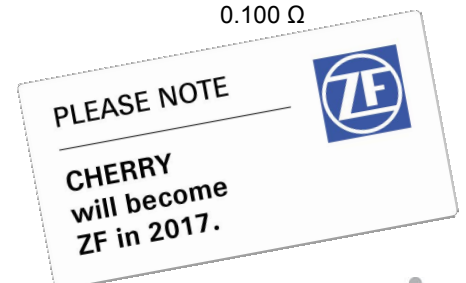 0.100 Ω
PLEASE NOTE
ZF
CHERRY
will become
ZF in 2017.